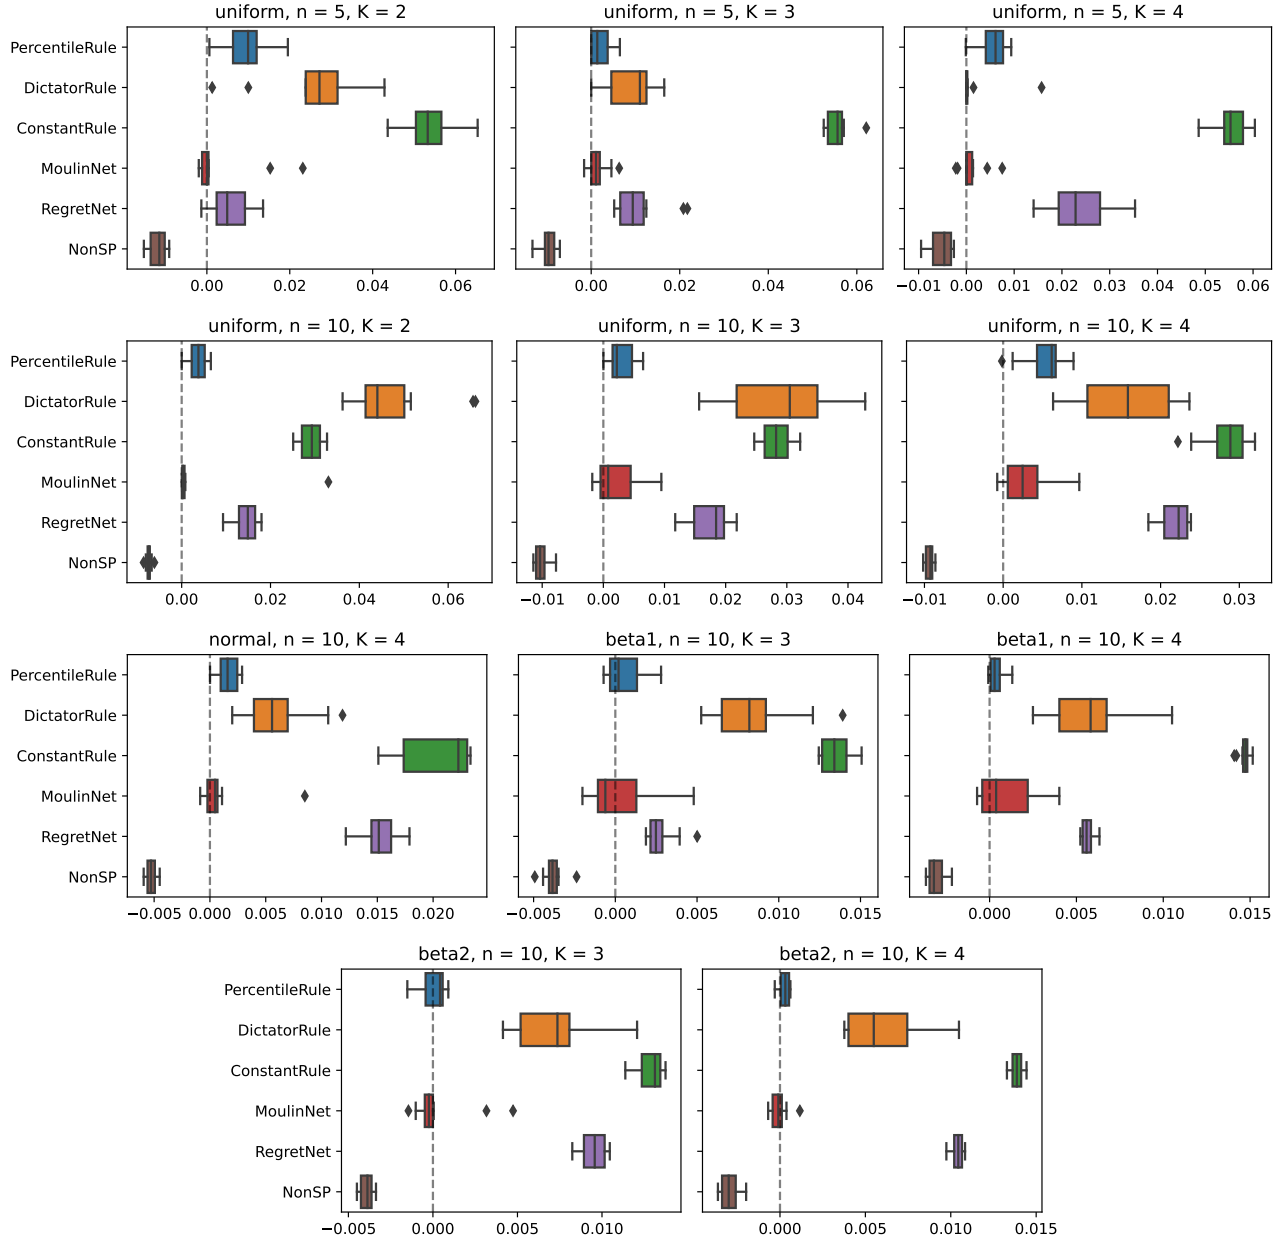 uniform, n = 5, K = 2
uniform, n = 5, K = 3
uniform, n = 5, K = 4
PercentileRule
DictatorRule
ConstantRule
MoulinNet
RegretNet
NonSP
0.00 0.02 0.04 0.06
0.00 0.02 0.04 0.06
−0.01 0.00 0.01 0.02 0.03 0.04 0.05 0.06
uniform, n = 10, K = 2
uniform, n = 10, K = 3
uniform, n = 10, K = 4
PercentileRule
DictatorRule
ConstantRule
MoulinNet
RegretNet
NonSP
0.00 0.02 0.04 0.06
−0.01 0.00 0.01 0.02 0.03 0.04
−0.01 0.00 0.01 0.02 0.03
normal, n = 10, K = 4
beta1, n = 10, K = 3
beta1, n = 10, K = 4
PercentileRule
DictatorRule
ConstantRule
MoulinNet
RegretNet
NonSP
−0.005 0.000 0.005 0.010 0.015 0.020
−0.005 0.000 0.005 0.010 0.015
0.000 0.005 0.010 0.015
beta2, n = 10, K = 3
beta2, n = 10, K = 4
PercentileRule
DictatorRule
ConstantRule
MoulinNet
RegretNet
NonSP
−0.005 0.000 0.005 0.010
0.000 0.005 0.010 0.015